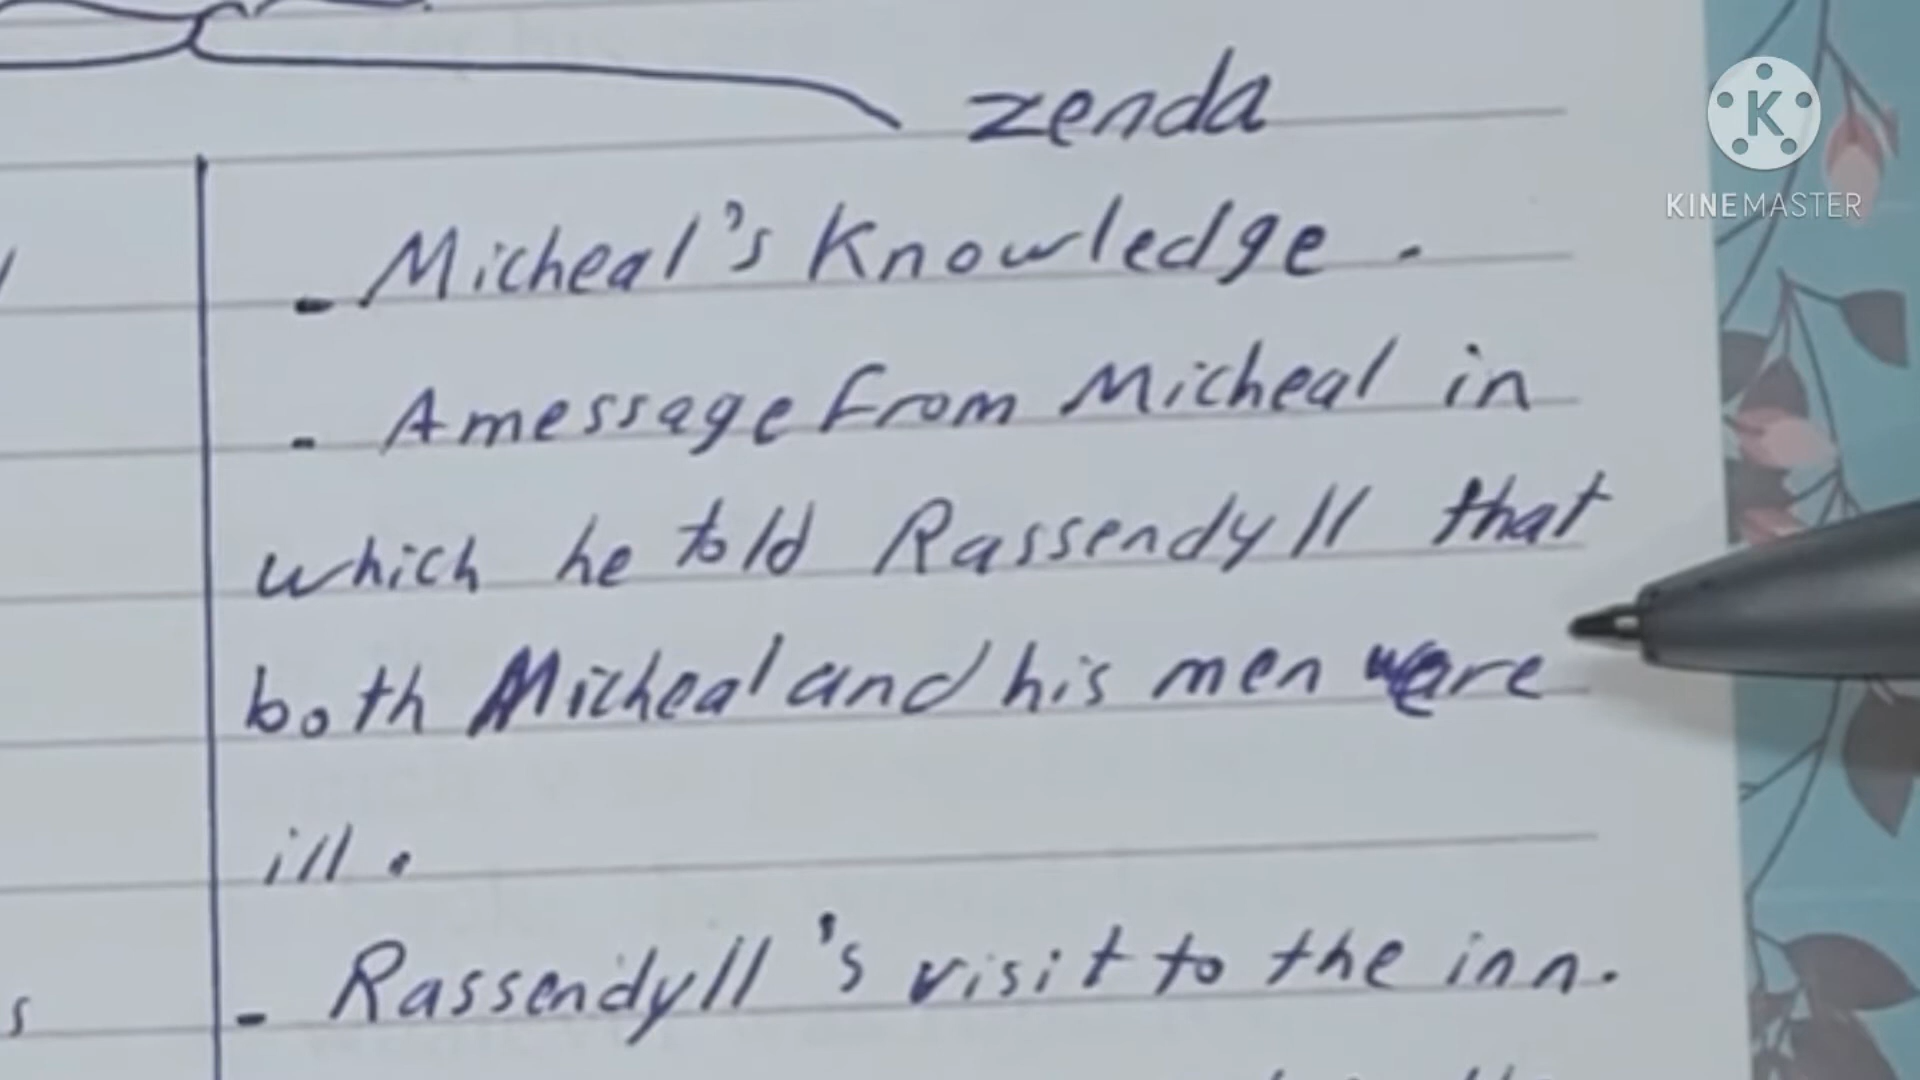 zenda
K
KINEMASTER
- Micheal's Knowledge.
- A message from Micheal in
which he told Rassendyll that
both Micheal and his men were
ill.
- Rassendyll's visit to the inn.
s